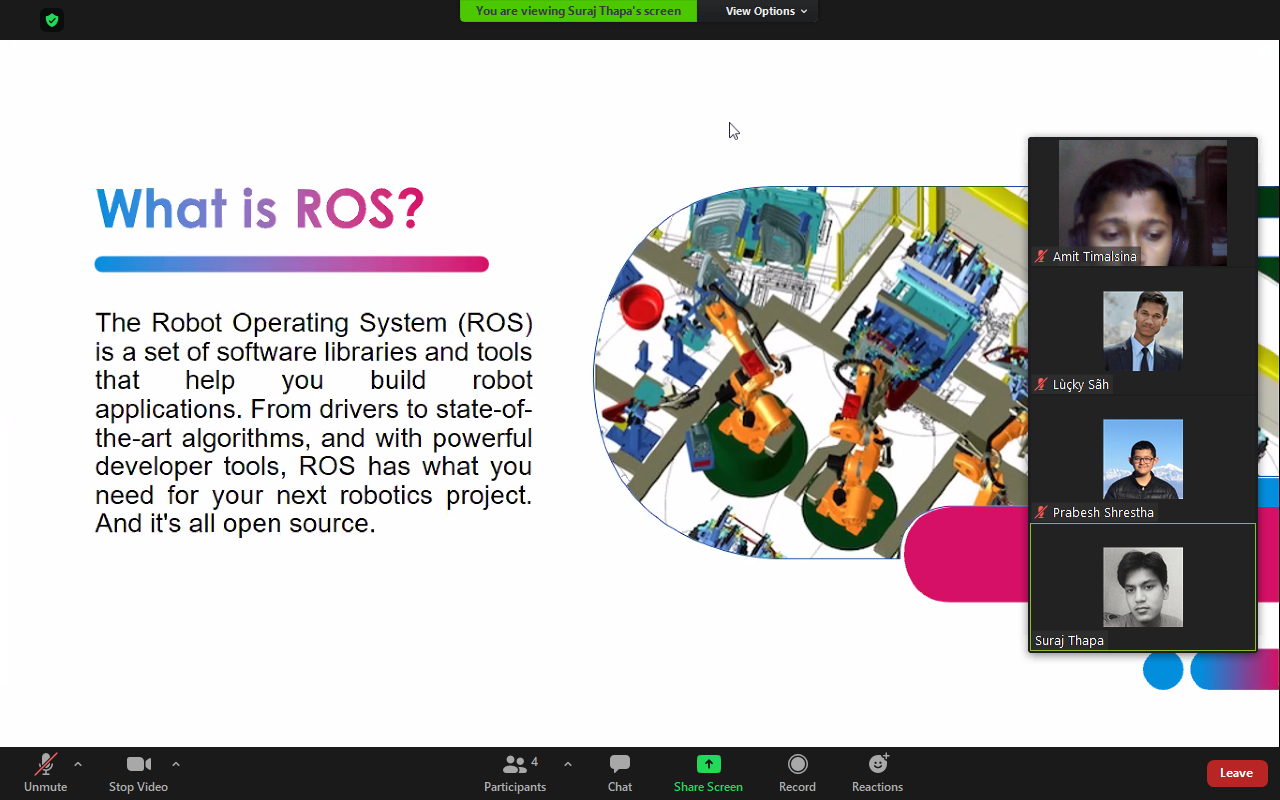 You are viewing Suraj Thapa's screen
View Options
What is ROS?
The Robot Operating System (ROS)
is a set of software libraries and tools
that help you build robot
applications. From drivers to state-of-
the-art algorithms, and with powerful
developer tools, ROS has what you
need for your next robotics project.
And it's all open source.
Amit Timalsina
Lùçky Sãh
Prabesh Shrestha
Suraj Thapa
Unmute
Stop Video
4
Participants
Chat
Share Screen
Record
Reactions
Leave